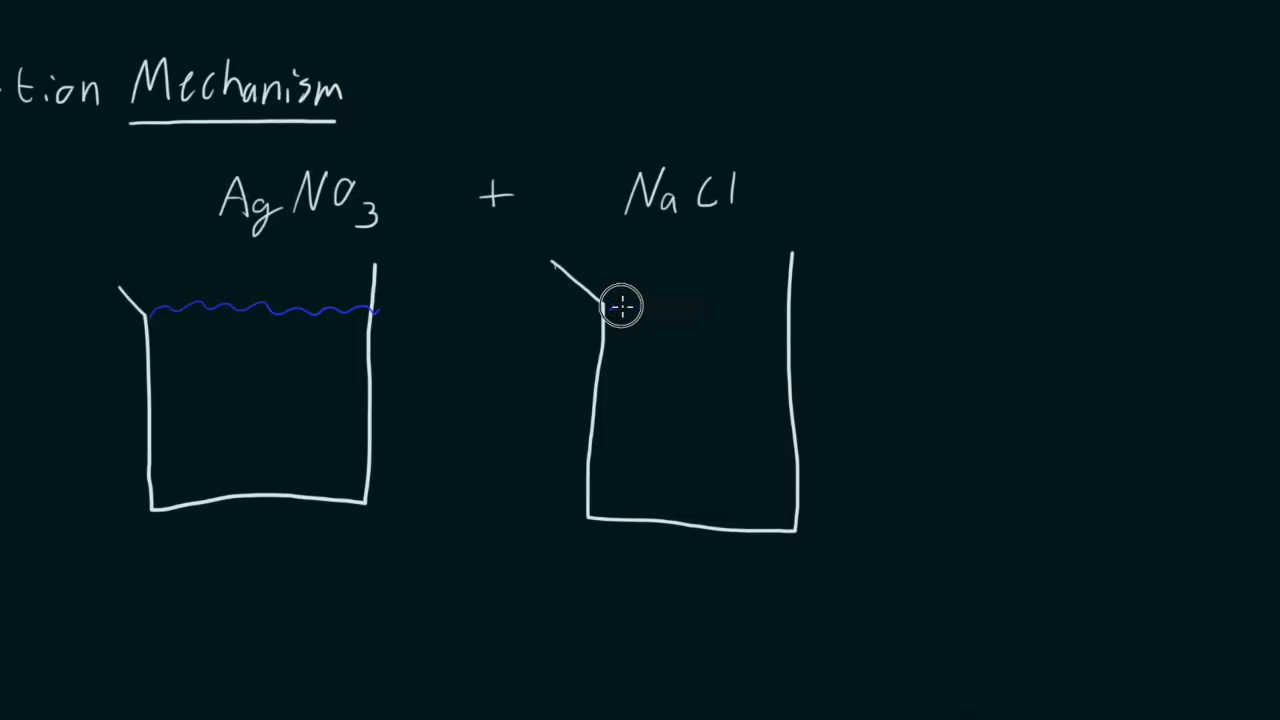 tion Mechanism
AgNO₃ + NaCl